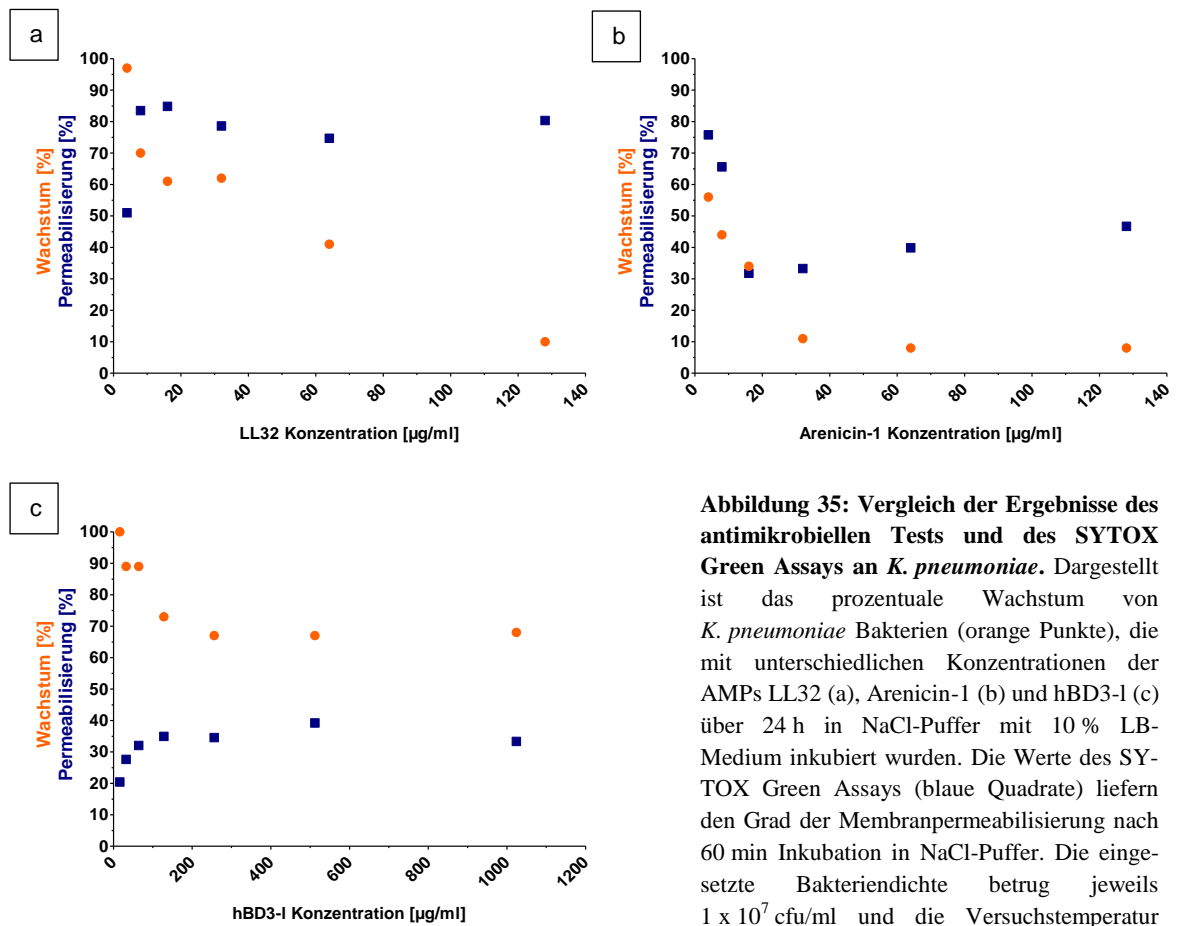 a
100
90
80
70
60
50
40
30
20
10
0
Wachstum [%]
Permeabilisierung [%]
0
20
40
60
80
100
120
140
LL32 Konzentration [µg/ml]
b
100
90
80
70
60
50
40
30
20
10
0
Wachstum [%]
Permeabilisierung [%]
0
20
40
60
80
100
120
140
Arenicin-1 Konzentration [µg/ml]
c
100
90
80
70
60
50
40
30
20
10
0
Wachstum [%]
Permeabilisierung [%]
0
200
400
600
800
1000
1200
hBD3-l Konzentration [µg/ml]
Abbildung 35: Vergleich der Ergebnisse des
antimikrobiellen Tests und des SYTOX
Green Assays an K. pneumoniae. Dargestellt
ist das prozentuale Wachstum von
K. pneumoniae Bakterien (orange Punkte), die
mit unterschiedlichen Konzentrationen der
AMPs LL32 (a), Arenicin-1 (b) und hBD3-l (c)
über 24 h in NaCl-Puffer mit 10 % LB-
Medium inkubiert wurden. Die Werte des SY-
TOX Green Assays (blaue Quadrate) liefern
den Grad der Membranpermeabilisierung nach
60 min Inkubation in NaCl-Puffer. Die einge-
setzte Bakteriendichte betrug jeweils
1 x 10⁷ cfu/ml und die Versuchstemperatur